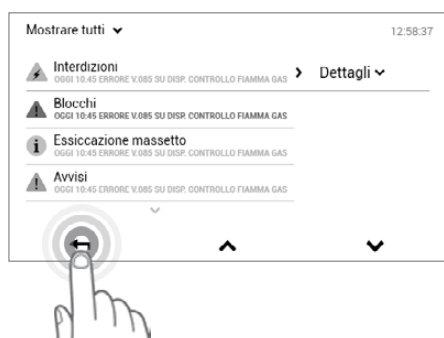 Mostrare tutti
12:58:37
Interdizioni
OGGI 10.45 ERRORE V.085 SU DISP. CONTROLLO FIAMMA GAS
Dettagli
Blocchi
OGGI 10:45 ERRORE V.085 SU DISP. CONTROLLO FIAMMA GAS
Essiccazione massetto
OGGI 10:45 ERRORE V.085 SU DISP. CONTROLLO FIAMMA GAS
Avvisi
OGGI 10:45 ERRORE V.085 SU DISP. CONTROLLO FIAMMA GAS